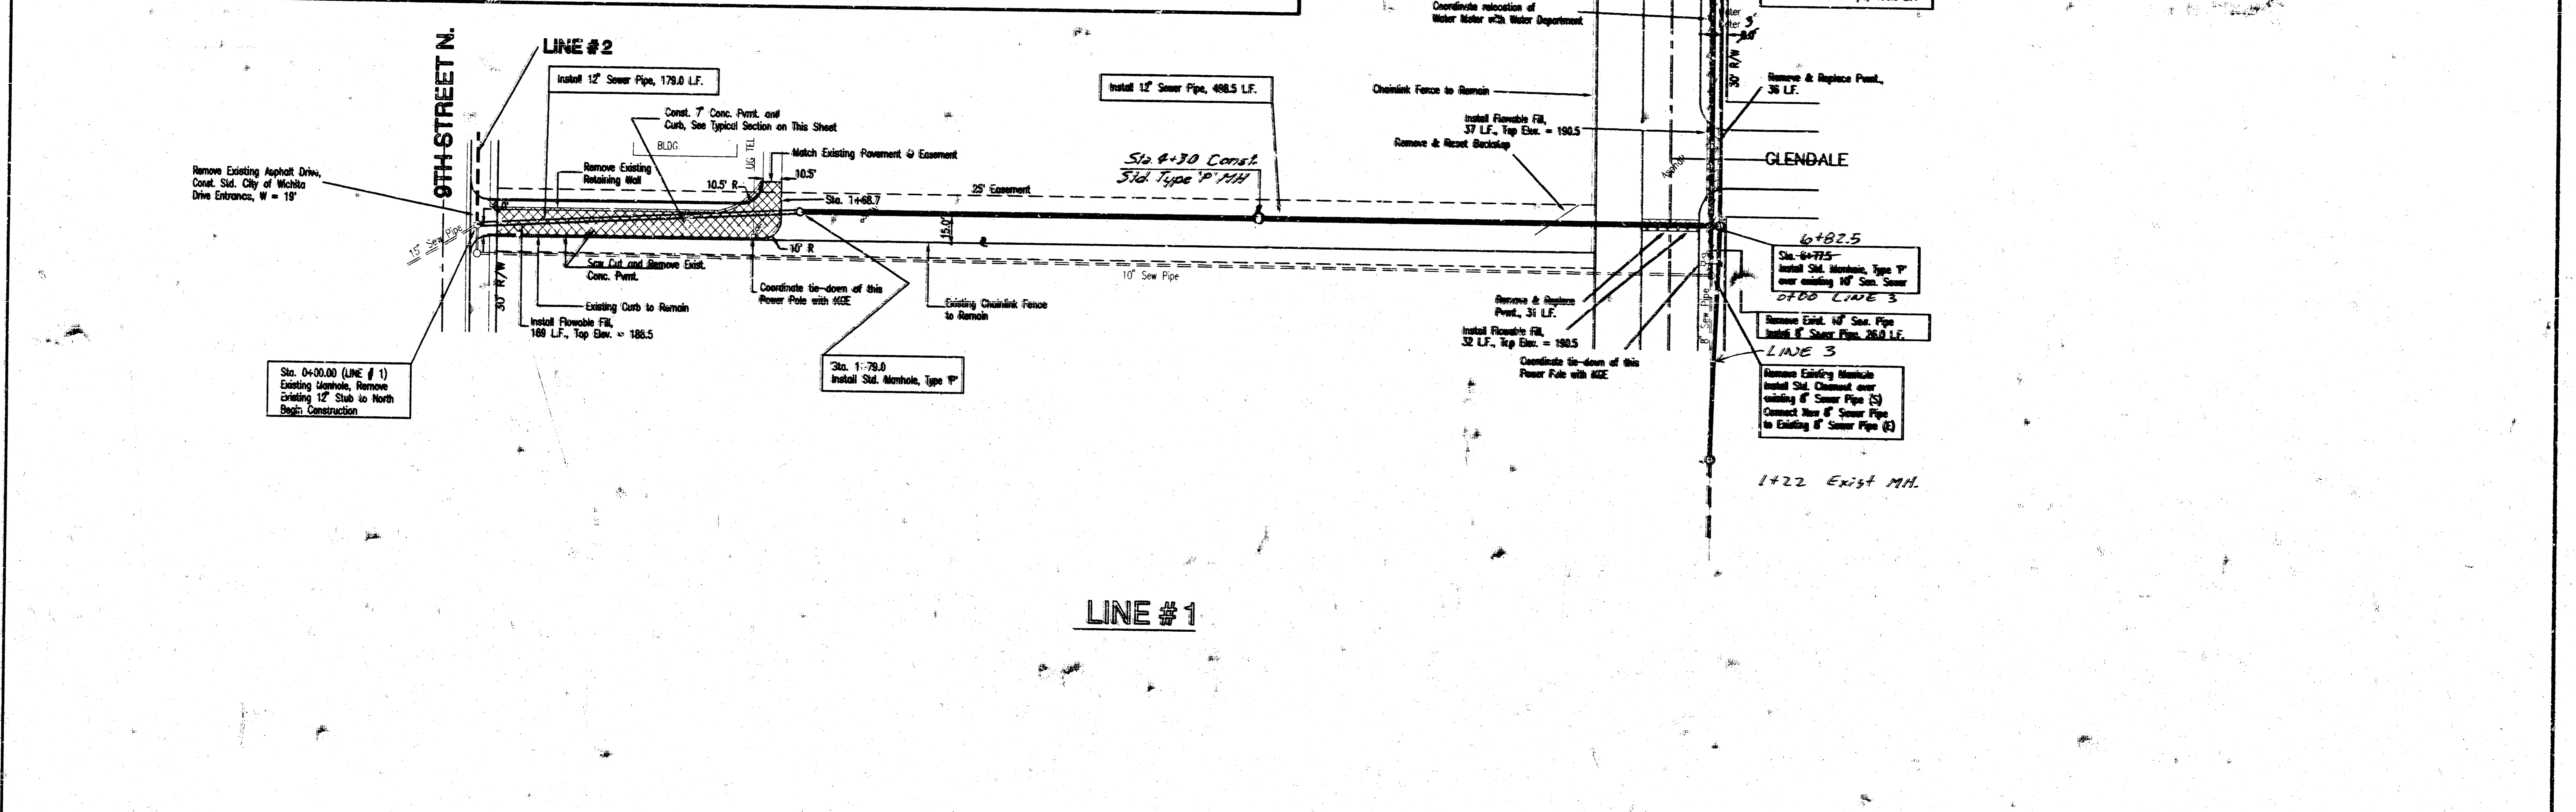 Coordinate relocation of
Water Meter with Water Department
9TH STREET N.
LINE # 2
Install 12" Sewer Pipe, 179.0 L.F.
Const. 7" Conc. Pvmt. and
Curb, See Typical Section on This Sheet
BLDG
UG TEL
Match Existing Pavement @ Easement
Remove Existing
Retaining Wall
10.5' R
10.5'
Remove Existing Asphalt Drive,
Const. Std. City of Wichita
Drive Entrance, W = 19'
15" Sew Pipe
30' R/W
Sta. 1+68.7
25' Easement
15.0'
10' R
Saw Cut and Remove Exist.
Conc. Pvmt.
Existing Curb to Remain
Install Flowable Fill,
169 L.F., Top Elev. = 188.5
Coordinate tie-down of this
Power Pole with KGE
Existing Chainlink Fence
to Remain
10" Sew Pipe
Sta. 0+00.00 (LINE # 1)
Existing Manhole, Remove
Existing 12" Stub to North
Begin Construction
Sta. 1+79.0
Install Std. Manhole, Type "P"
Install 12" Sewer Pipe, 498.5 L.F.
Sta 4+30 Const.
Std. Type "P" MH
Chainlink Fence to Remain
Install Flowable Fill,
37 L.F., Top Elev. = 190.5
Remove & Reset Backstop
30' R/W
Remove & Replace Pvmt.,
36 L.F.
GLENDALE
6+82.5
Sta. 6+77.5
Install Std. Manhole, Type "P"
over existing 10" San. Sewer
0+00 LINE 3
Remove Exist. 10" Sew. Pipe
Install 8" Sewer Pipe, 26.0 L.F.
LINE 3
8" Sew Pipe
Remove & Replace
Pvmt., 31 L.F.
Install Flowable Fill,
32 L.F., Top Elev. = 190.5
Coordinate tie-down of this
Power Pole with KGE
Remove Existing Manhole
Install Std. Cleanout over
existing 8" Sewer Pipe (S)
Connect New 8" Sewer Pipe
to Existing 8" Sewer Pipe (E)
1+22 Exist MH.
LINE # 1